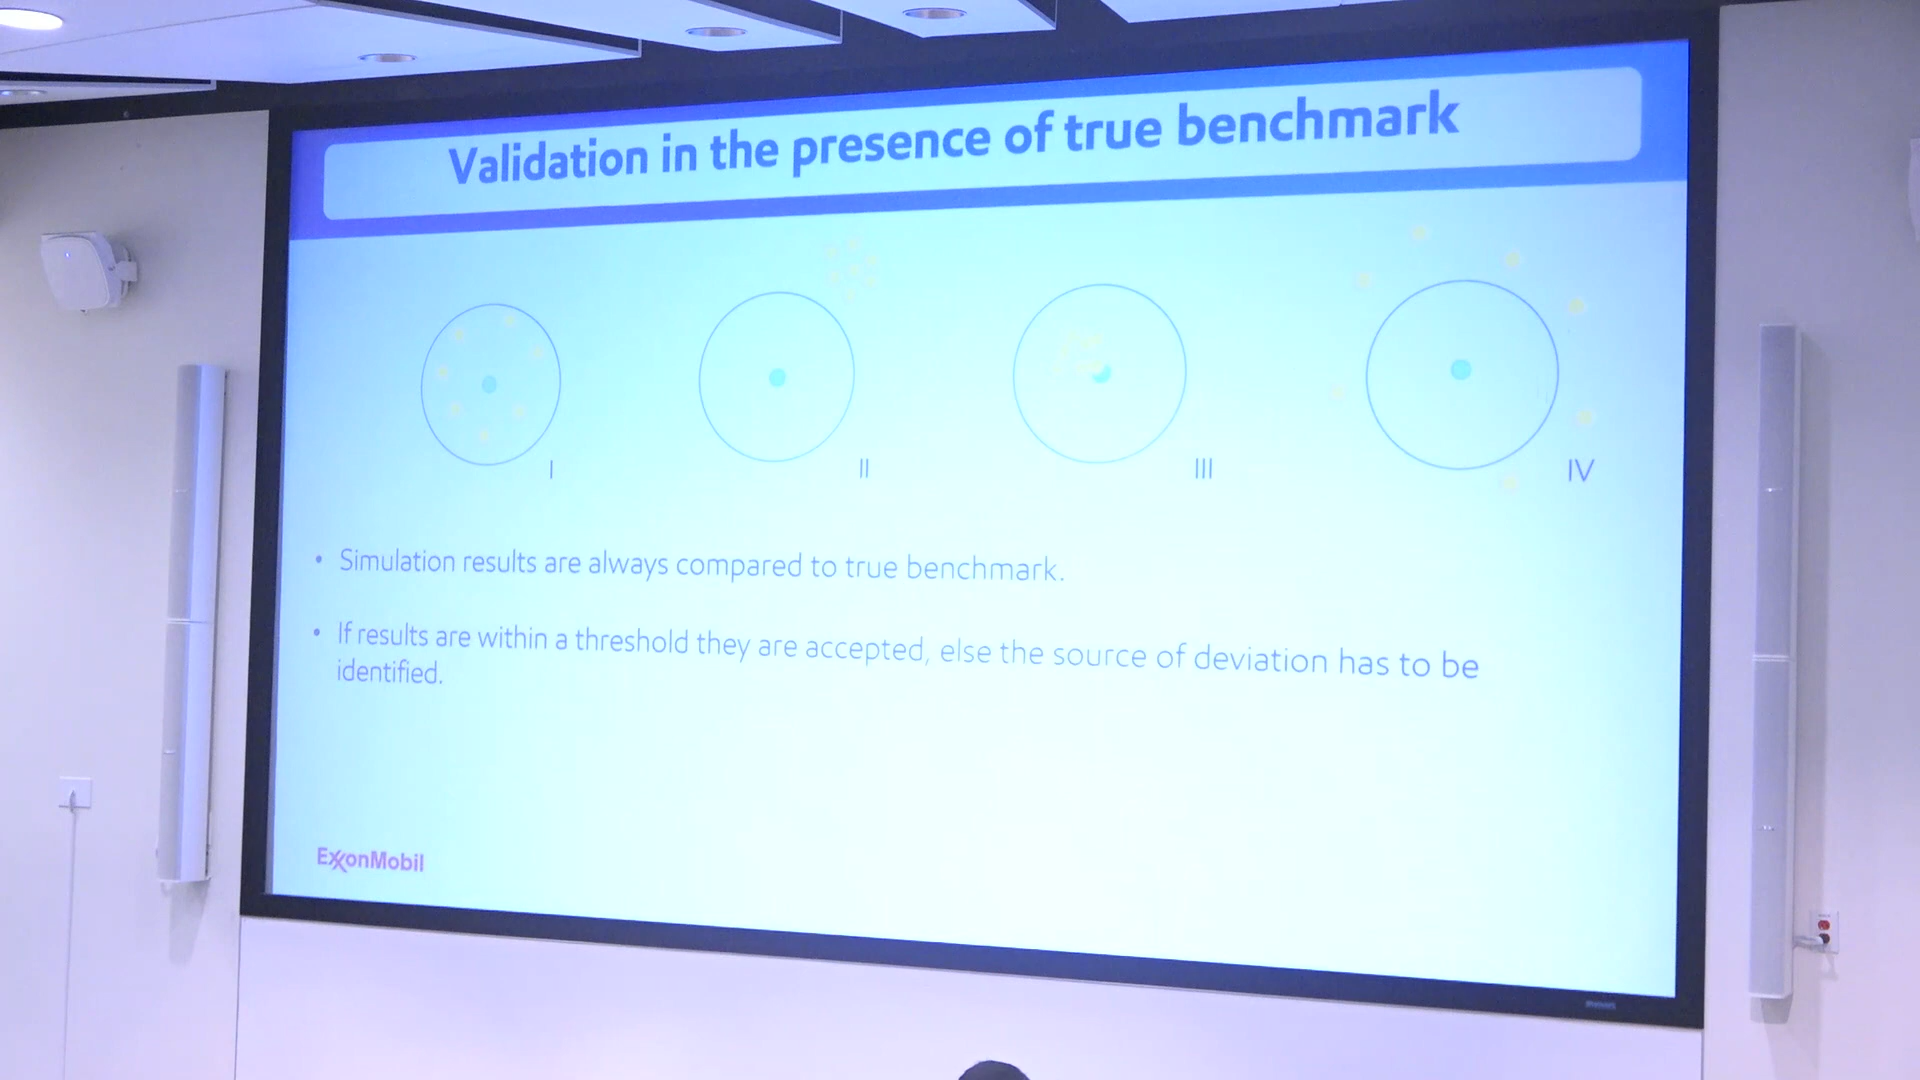 Validation in the presence of true benchmark
I
II
III
IV
• Simulation results are always compared to true benchmark.
• If results are within a threshold they are accepted, else the source of deviation has to be
identified.
ExxonMobil